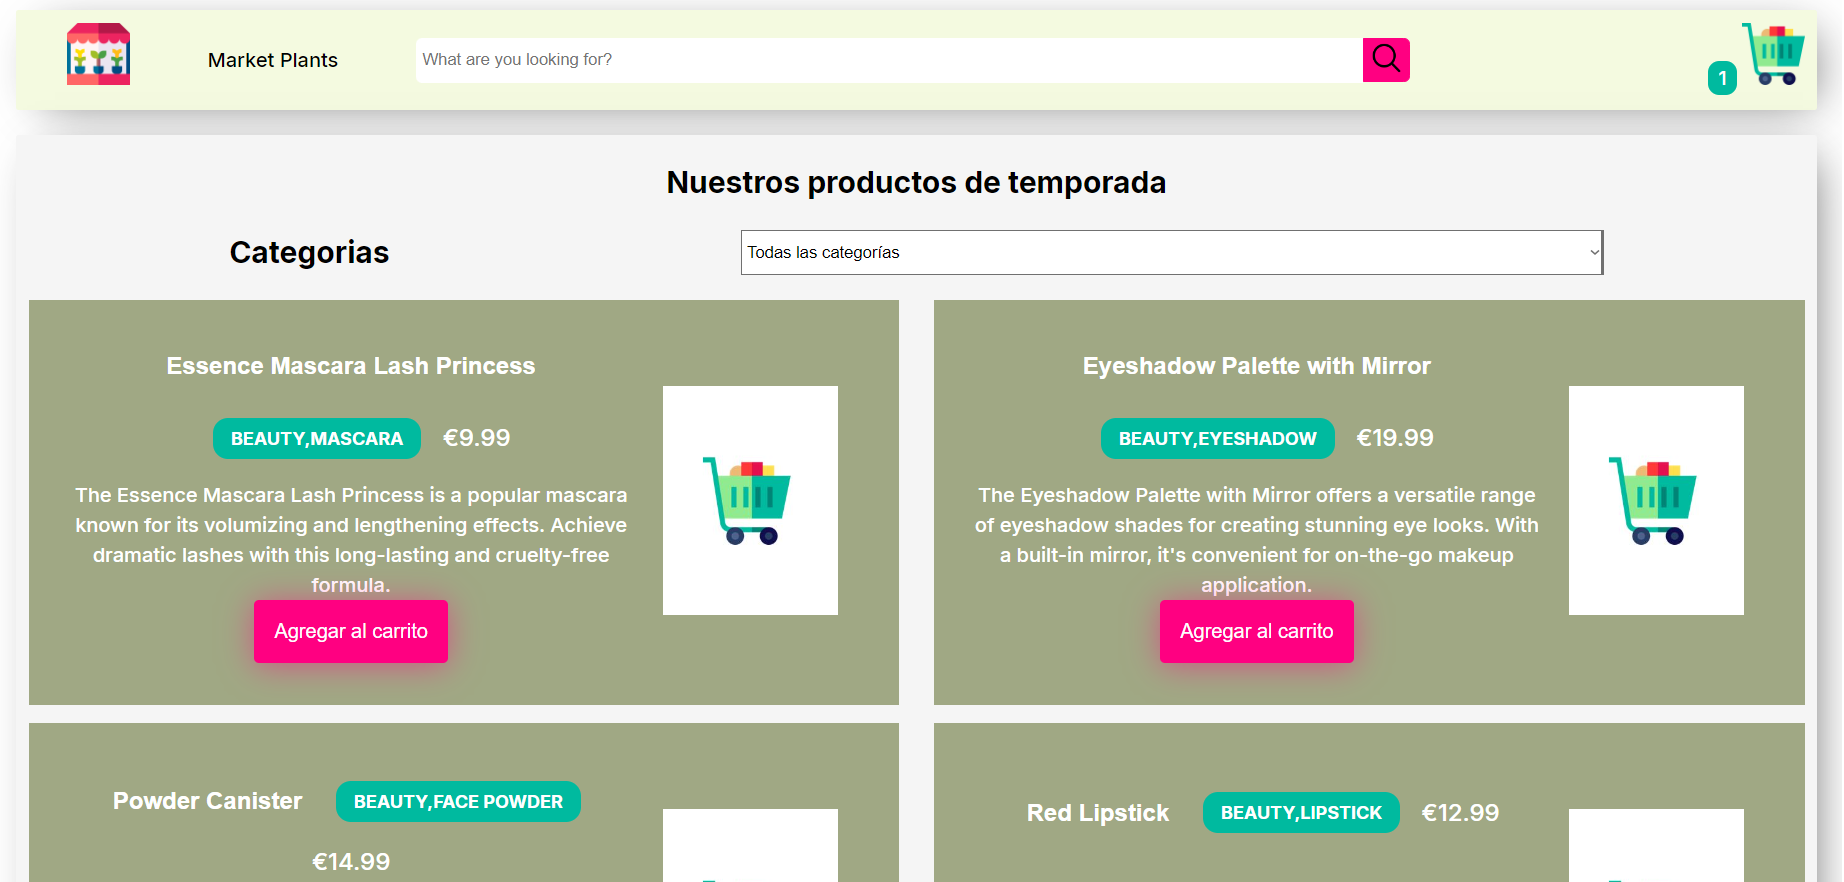 Market Plants
What are you looking for?
1
Nuestros productos de temporada
Categorias
Todas las categorías
Essence Mascara Lash Princess
BEAUTY,MASCARA €9.99
The Essence Mascara Lash Princess is a popular mascara
known for its volumizing and lengthening effects. Achieve
dramatic lashes with this long-lasting and cruelty-free
formula.
Agregar al carrito
Eyeshadow Palette with Mirror
BEAUTY,EYESHADOW €19.99
The Eyeshadow Palette with Mirror offers a versatile range
of eyeshadow shades for creating stunning eye looks. With
a built-in mirror, it's convenient for on-the-go makeup
application.
Agregar al carrito
Powder Canister BEAUTY,FACE POWDER
€14.99
Red Lipstick BEAUTY,LIPSTICK €12.99